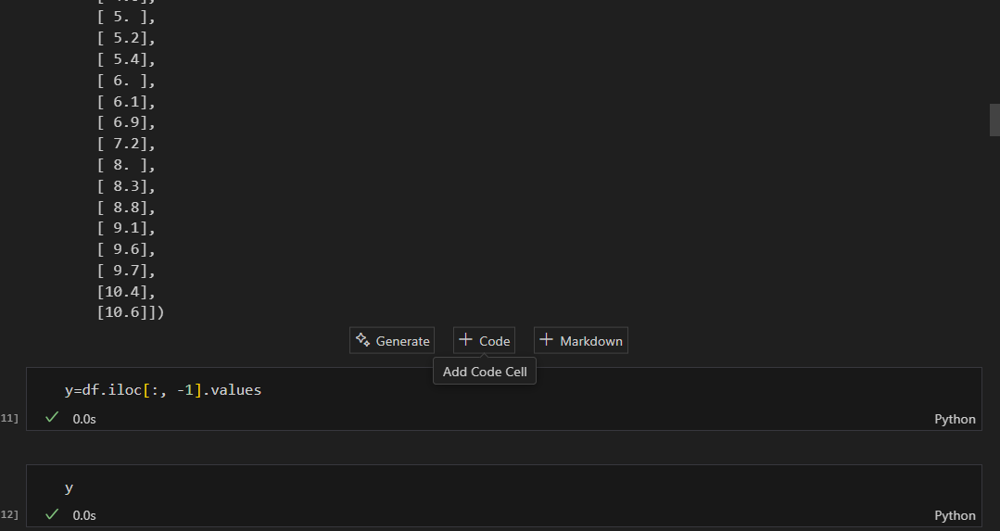 [ 5. ],
[ 5.2],
[ 5.4],
[ 6. ],
[ 6.1],
[ 6.9],
[ 7.2],
[ 8. ],
[ 8.3],
[ 8.8],
[ 9.1],
[ 9.6],
[ 9.7],
[10.4],
[10.6]])
Generate + Code + Markdown
Add Code Cell
y=df.iloc[:, -1].values
11] ✓ 0.0s Python
y
12] ✓ 0.0s Python